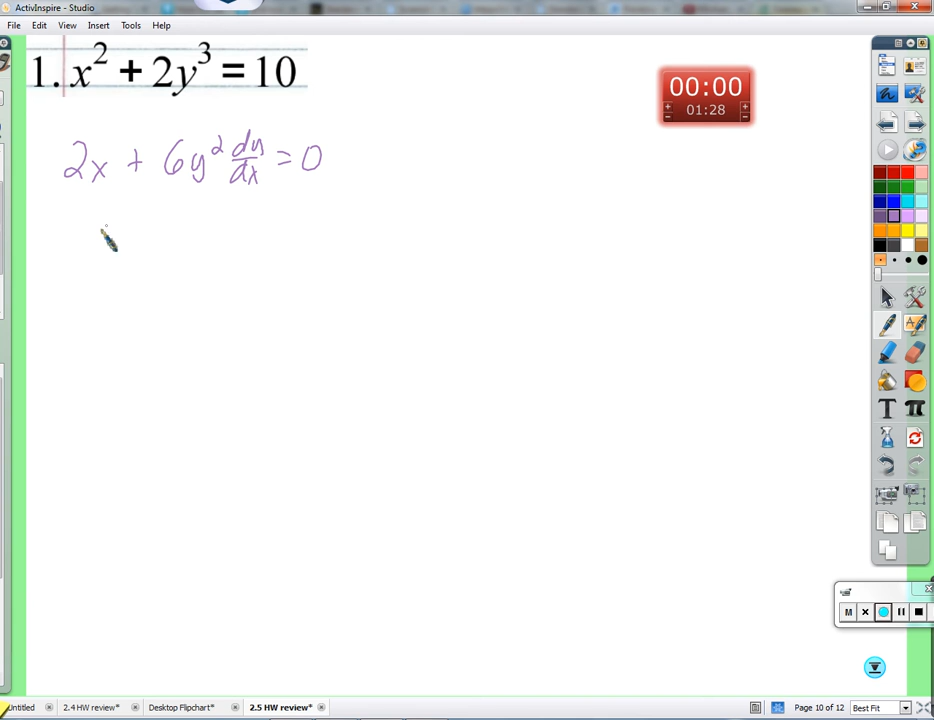 ActivInspire - Studio
File Edit View Insert Tools Help
1. x² + 2y³ = 10
00:00
01:28
2x + 6y² dy/dx = 0
M
Untitled 2.4 HW review* Desktop Flipchart* 2.5 HW review*
Page 10 of 12 Best Fit